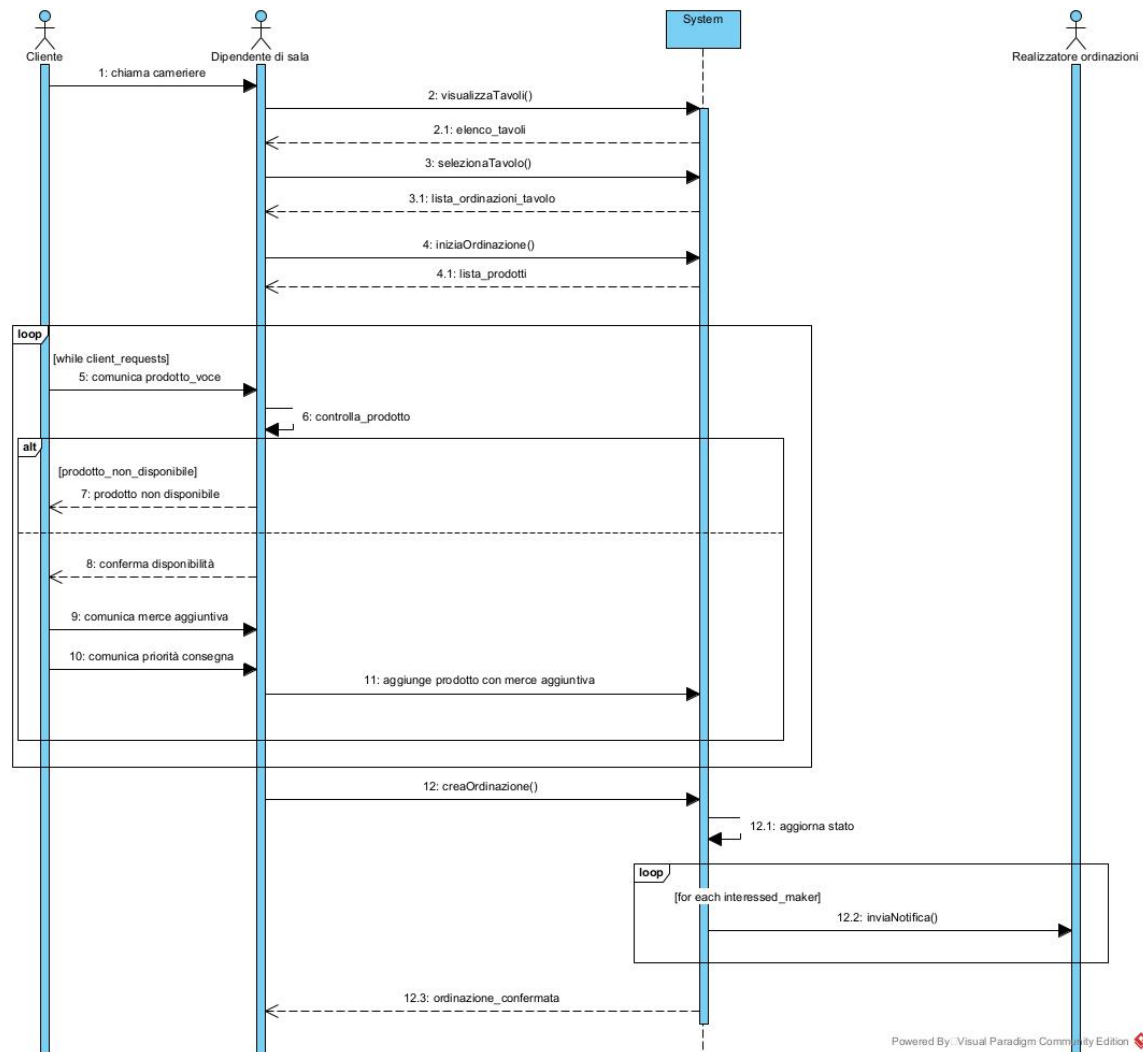 System
Cliente
Dipendente di sala
Realizzatore ordinazioni
1: chiama cameriere
2: visualizzaTavoli()
2.1: elenco_tavoli
3: selezionaTavolo()
3.1: lista_ordinazioni_tavolo
4: iniziaOrdinazione()
4.1: lista_prodotti
loop
[while client_requests]
5: comunica prodotto_voce
6: controlla_prodotto
alt
[prodotto_non_disponibile]
7: prodotto non disponibile
8: conferma disponibilità
9: comunica merce aggiuntiva
10: comunica priorità consegna
11: aggiunge prodotto con merce aggiuntiva
12: creaOrdinazione()
12.1: aggiorna stato
loop
[for each interessed_maker]
12.2: inviaNotifica()
12.3: ordinazione_confermata
Powered By Visual Paradigm Community Edition